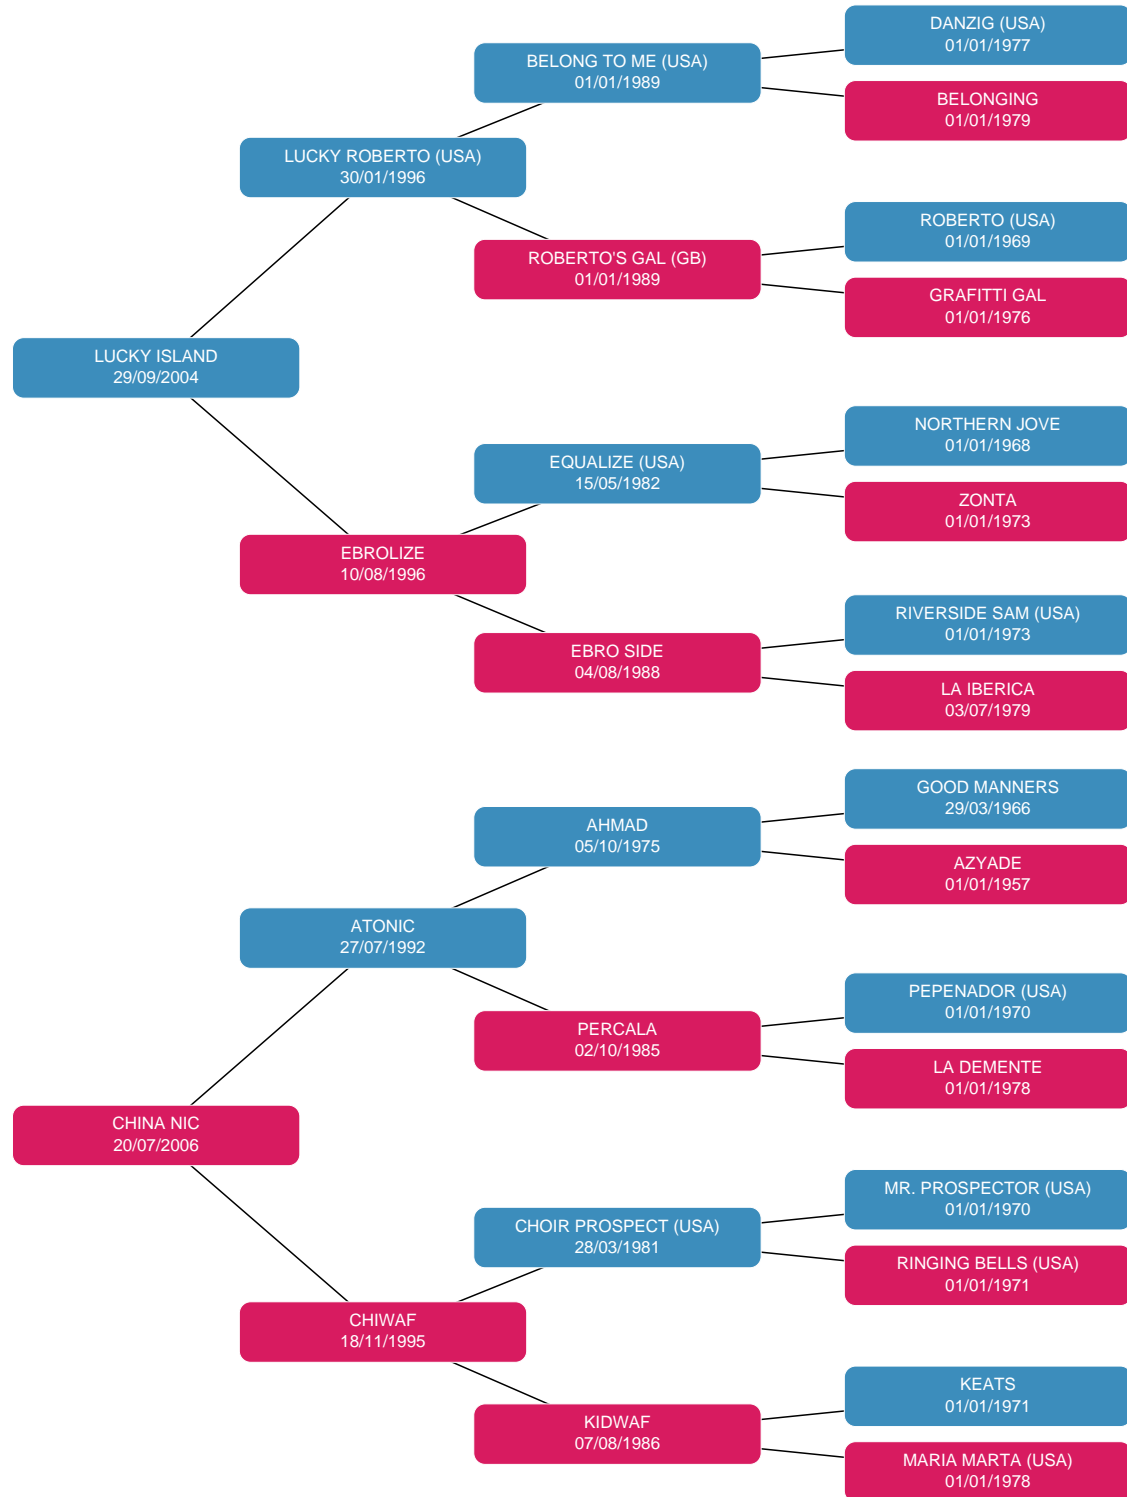 DANZIG (USA)
01/01/1977
BELONG TO ME (USA)
01/01/1989
BELONGING
01/01/1979
LUCKY ROBERTO (USA)
30/01/1996
ROBERTO (USA)
01/01/1969
ROBERTO'S GAL (GB)
01/01/1989
GRAFITTI GAL
01/01/1976
LUCKY ISLAND
29/09/2004
NORTHERN JOVE
01/01/1968
EQUALIZE (USA)
15/05/1982
ZONTA
01/01/1973
EBROLIZE
10/08/1996
RIVERSIDE SAM (USA)
01/01/1973
EBRO SIDE
04/08/1988
LA IBERICA
03/07/1979
GOOD MANNERS
29/03/1966
AHMAD
05/10/1975
AZYADE
01/01/1957
ATONIC
27/07/1992
PEPENADOR (USA)
01/01/1970
PERCALA
02/10/1985
LA DEMENTE
01/01/1978
CHINA NIC
20/07/2006
MR. PROSPECTOR (USA)
01/01/1970
CHOIR PROSPECT (USA)
28/03/1981
RINGING BELLS (USA)
01/01/1971
CHIWAF
18/11/1995
KEATS
01/01/1971
KIDWAF
07/08/1986
MARIA MARTA (USA)
01/01/1978